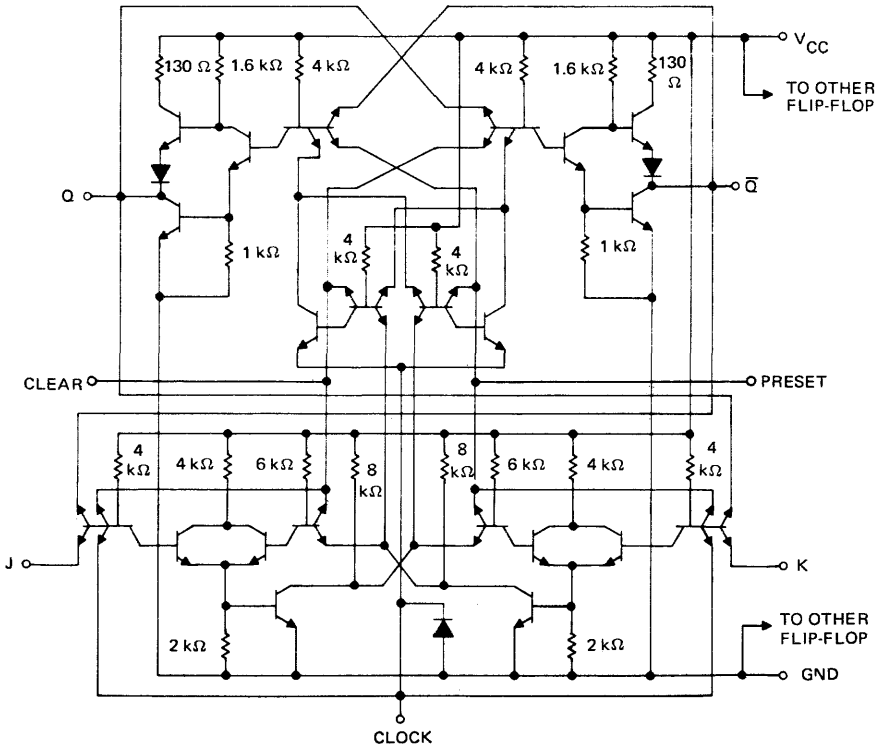 V CC
130 Ω
1.6 kΩ
4 kΩ
4 kΩ
1.6 kΩ
130
Ω
TO OTHER
FLIP-FLOP
Q
Q̅
1 kΩ
4
kΩ
4
kΩ
1 kΩ
CLEAR
PRESET
4
kΩ
4 kΩ
6 kΩ
8
kΩ
8
kΩ
6 kΩ
4 kΩ
4
kΩ
J
K
2 kΩ
2 kΩ
TO OTHER
FLIP-FLOP
GND
CLOCK